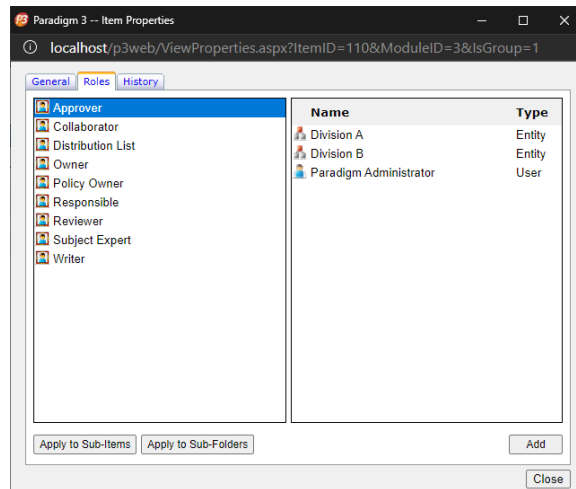 Paradigm 3 -- Item Properties
localhost/p3web/ViewProperties.aspx?ItemID=110&ModuleID=3&IsGroup=1
General Roles History
Approver
Collaborator
Distribution List
Owner
Policy Owner
Responsible
Reviewer
Subject Expert
Writer
Name Type
Division A Entity
Division B Entity
Paradigm Administrator User
Apply to Sub-Items Apply to Sub-Folders Add
Close